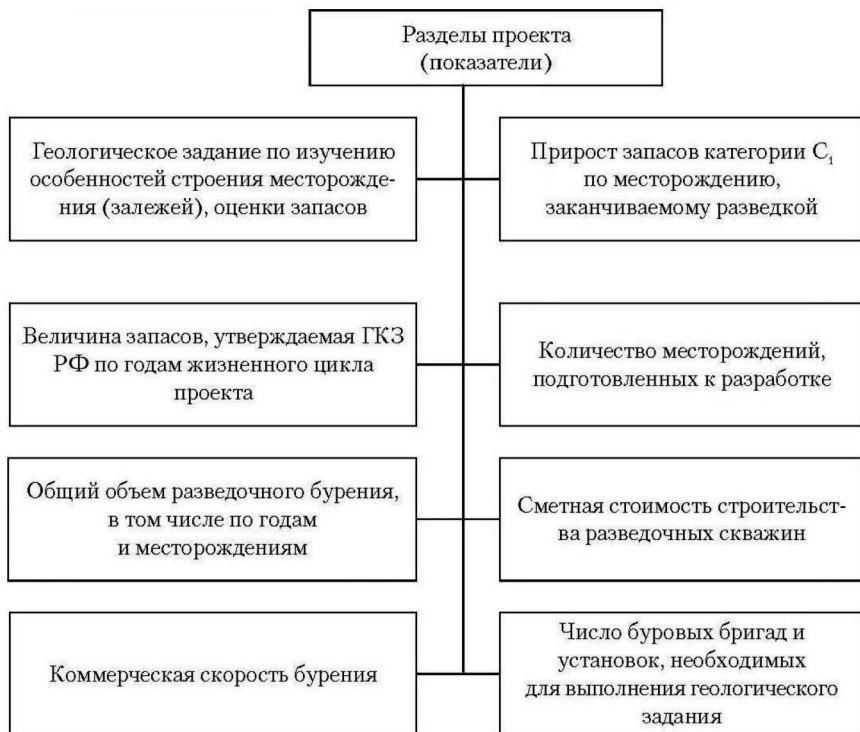 Разделы проекта
(показатели)
Геологическое задание по изучению
особенностей строения месторожде-
ния (залежей), оценки запасов
Прирост запасов категории C₁
по месторождению,
заканчиваемому разведкой
Величина запасов, утверждаемая ГКЗ
РФ по годам жизненного цикла
проекта
Количество месторождений,
подготовленных к разработке
Общий объем разведочного бурения,
в том числе по годам
и месторождениям
Сметная стоимость строительст-
ва разведочных скважин
Коммерческая скорость бурения
Число буровых бригад и
установок, необходимых
для выполнения геологического
задания